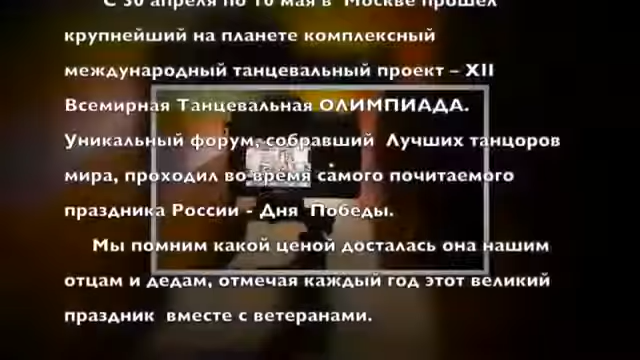 С 30 апреля по 10 мая в Москве прошел
крупнейший на планете комплексный
международный танцевальный проект – XII
Всемирная Танцевальная ОЛИМПИАДА.
Уникальный форум, собравший Лучших танцоров
мира, проходил во время самого почитаемого
праздника России - Дня Победы.
Мы помним какой ценой досталась она нашим
отцам и дедам, отмечая каждый год этот великий
праздник вместе с ветеранами.